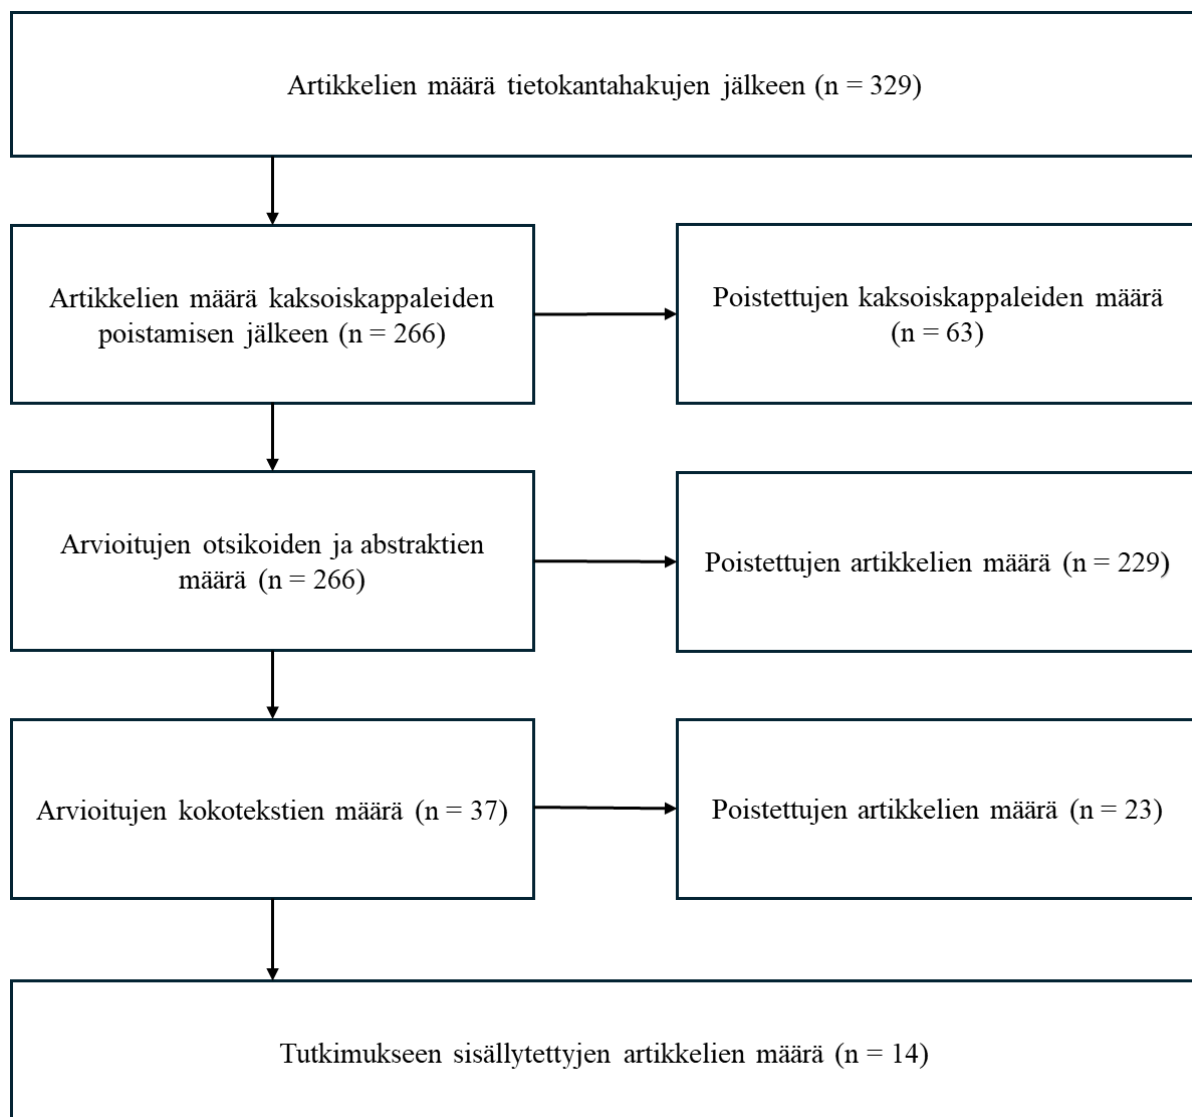 Artikkelien määrä tietokantahakujen jälkeen (n = 329)
Artikkelien määrä kaksoiskappaleiden
poistamisen jälkeen (n = 266)
Poistettujen kaksoiskappaleiden määrä
(n = 63)
Arvioitujen otsikoiden ja abstraktien
määrä (n = 266)
Poistettujen artikkelien määrä (n = 229)
Arvioitujen kokotekstien määrä (n = 37)
Poistettujen artikkelien määrä (n = 23)
Tutkimukseen sisällytettyjen artikkelien määrä (n = 14)